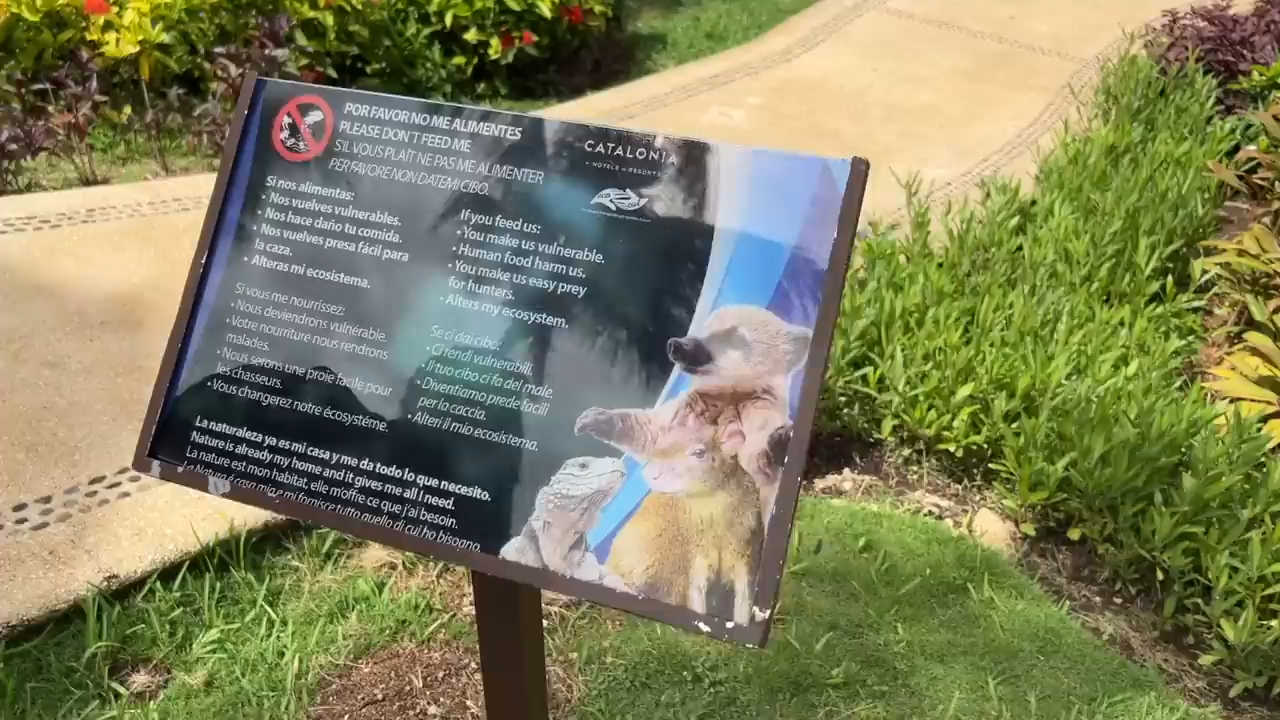 POR FAVOR NO ME ALIMENTES
PLEASE DON'T FEED ME
S'IL VOUS PLAÎT NE PAS ME ALIMENTER
PER FAVORE NON DATEMI CIBO.
CATALONIA
HOTELS & RESORTS
Si nos alimentas:
• Nos vuelves vulnerables.
• Nos hace daño tu comida.
• Nos vuelves presa fácil para
la caza.
• Alteras mi ecosistema.
If you feed us:
• You make us vulnerable.
• Human food harm us.
• You make us easy prey
for hunters.
• Alters my ecosystem.
Si vous me nourrissez:
• Nous deviendrons vulnérable.
• Votre nourriture nous rendrons
malades.
• Nous serons une proie facile pour
les chasseurs.
• Vous changerez notre écosystéme.
Se ci dai cibo:
• Ci rendi vulnerabili.
• Il tuo cibo ci fa del male.
• Diventiamo prede facili
per la caccia.
• Alteri il mio ecosistema.
La naturaleza ya es mi casa y me da todo lo que necesito.
Nature is already my home and it gives me all I need.
La nature est mon habitat, elle m'offre ce que j'ai besoin.
La Natura é casa mia e mi fornisce tutto quello di cui ho bisogno.